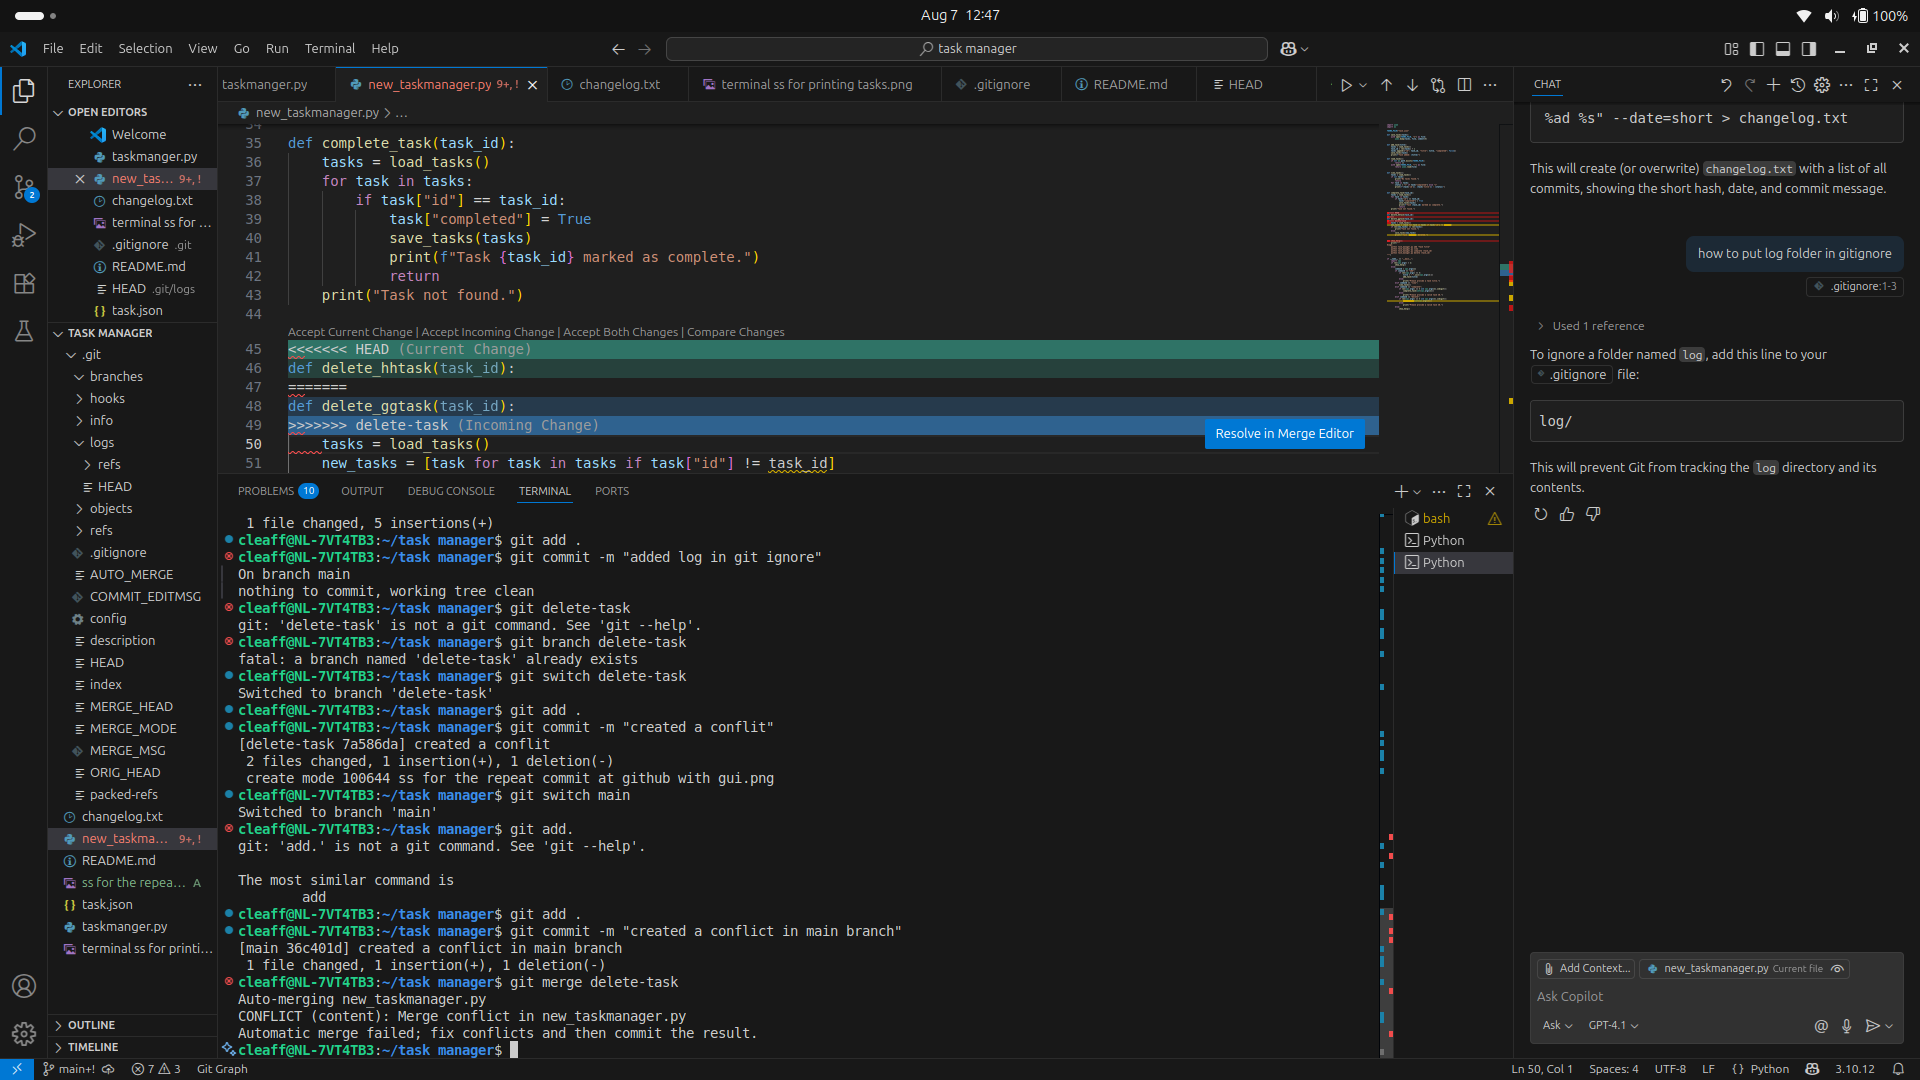 Aug 7 12:47
100%
File Edit Selection View Go Run Terminal Help
task manager
EXPLORER
OPEN EDITORS
Welcome
taskmanger.py
new_tas... 9+, !
changelog.txt
terminal ss for ...
.gitignore .git
README.md
HEAD .git/logs
task.json
TASK MANAGER
.git
branches
hooks
info
logs
refs
HEAD
objects
refs
.gitignore
AUTO_MERGE
COMMIT_EDITMSG
config
description
HEAD
index
MERGE_HEAD
MERGE_MODE
MERGE_MSG
ORIG_HEAD
packed-refs
changelog.txt
new_taskma... 9+, !
README.md
ss for the repea... A
task.json
taskmanger.py
terminal ss for printi...
OUTLINE
TIMELINE
2
taskmanger.py new_taskmanager.py 9+, ! changelog.txt terminal ss for printing tasks.png .gitignore README.md HEAD
new_taskmanager.py > ...
34
35 def complete_task(task_id):
36 tasks = load_tasks()
37 for task in tasks:
38 if task["id"] == task_id:
39 task["completed"] = True
40 save_tasks(tasks)
41 print(f"Task {task_id} marked as complete.")
42 return
43 print("Task not found.")
44
Accept Current Change | Accept Incoming Change | Accept Both Changes | Compare Changes
45 <<<<<<< HEAD (Current Change)
46 def delete_hhtask(task_id):
47 =======
48 def delete_ggtask(task_id):
49 >>>>>>> delete-task (Incoming Change)
50 tasks = load_tasks()
51 new_tasks = [task for task in tasks if task["id"] != task_id]
Resolve in Merge Editor
PROBLEMS 10 OUTPUT DEBUG CONSOLE TERMINAL PORTS
1 file changed, 5 insertions(+)
cleaff@NL-7VT4TB3:~/task manager$ git add .
cleaff@NL-7VT4TB3:~/task manager$ git commit -m "added log in git ignore"
On branch main
nothing to commit, working tree clean
cleaff@NL-7VT4TB3:~/task manager$ git delete-task
git: 'delete-task' is not a git command. See 'git --help'.
cleaff@NL-7VT4TB3:~/task manager$ git branch delete-task
fatal: a branch named 'delete-task' already exists
cleaff@NL-7VT4TB3:~/task manager$ git switch delete-task
Switched to branch 'delete-task'
cleaff@NL-7VT4TB3:~/task manager$ git add .
cleaff@NL-7VT4TB3:~/task manager$ git commit -m "created a conflit"
[delete-task 7a586da] created a conflit
2 files changed, 1 insertion(+), 1 deletion(-)
create mode 100644 ss for the repeat commit at github with gui.png
cleaff@NL-7VT4TB3:~/task manager$ git switch main
Switched to branch 'main'
cleaff@NL-7VT4TB3:~/task manager$ git add.
git: 'add.' is not a git command. See 'git --help'.
The most similar command is
add
cleaff@NL-7VT4TB3:~/task manager$ git add .
cleaff@NL-7VT4TB3:~/task manager$ git commit -m "created a conflict in main branch"
[main 36c401d] created a conflict in main branch
1 file changed, 1 insertion(+), 1 deletion(-)
cleaff@NL-7VT4TB3:~/task manager$ git merge delete-task
Auto-merging new_taskmanager.py
CONFLICT (content): Merge conflict in new_taskmanager.py
Automatic merge failed; fix conflicts and then commit the result.
cleaff@NL-7VT4TB3:~/task manager$
bash
Python
Python
CHAT
%ad %s" --date=short > changelog.txt
This will create (or overwrite) changelog.txt with a list of all
commits, showing the short hash, date, and commit message.
how to put log folder in gitignore
.gitignore:1-3
Used 1 reference
To ignore a folder named log, add this line to your
.gitignore file:
log/
This will prevent Git from tracking the log directory and its
contents.
Add Context... new_taskmanager.py Current file
Ask Copilot
Ask GPT-4.1
main+! 7 3 Git Graph
Ln 50, Col 1 Spaces: 4 UTF-8 LF {} Python 3.10.12